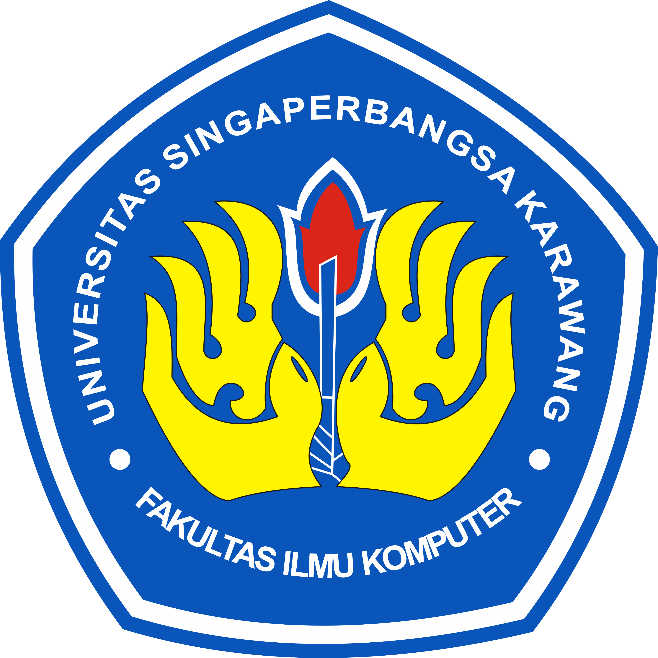 UNIVERSITAS SINGAPERBANGSA KARAWANG
FAKULTAS ILMU KOMPUTER